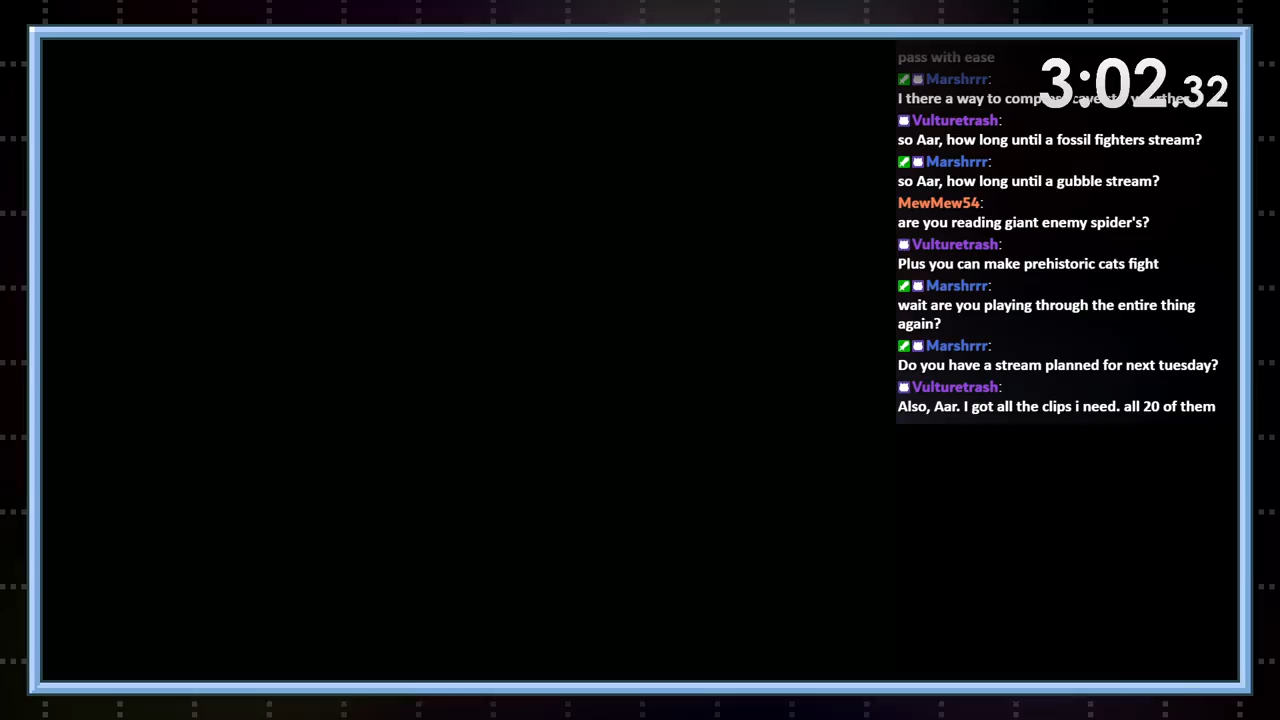 pass with ease
3:02.32
Marshrrr:
I there a way to
Vulturetrash:
so Aar, how long until a fossil fighters stream?
Marshrrr:
so Aar, how long until a gubble stream?
MewMew54:
are you reading giant enemy spider's?
Vulturetrash:
Plus you can make prehistoric cats fight
Marshrrr:
wait are you playing through the entire thing
again?
Marshrrr:
Do you have a stream planned for next tuesday?
Vulturetrash:
Also, Aar. I got all the clips i need. all 20 of them